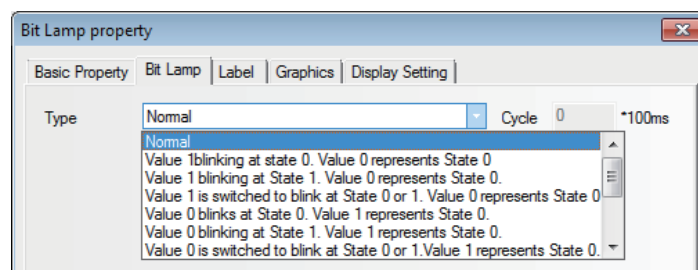 Bit Lamp property
Basic Property Bit Lamp Label Graphics Display Setting
Type Normal Cycle 0 *100ms
Normal
Value 1blinking at state 0. Value 0 represents State 0
Value 1 blinking at State 1. Value 0 represents State 0.
Value 1 is switched to blink at State 0 or 1. Value 0 represents State 0
Value 0 blinks at State 0. Value 1 represents State 0.
Value 0 blinking at State 1. Value 1 represents State 0.
Value 0 is switched to blink at State 0 or 1.Value 1 represents State 0.